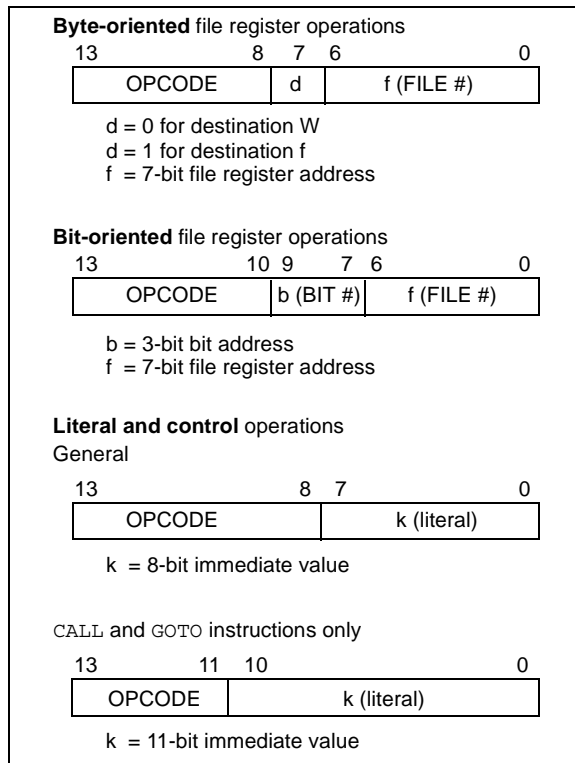 Byte-oriented file register operations
13 8 7 6 0
OPCODE d f (FILE #)
d = 0 for destination W
d = 1 for destination f
f = 7-bit file register address
Bit-oriented file register operations
13 10 9 7 6 0
OPCODE b (BIT #) f (FILE #)
b = 3-bit bit address
f = 7-bit file register address
Literal and control operations
General
13 8 7 0
OPCODE k (literal)
k = 8-bit immediate value
CALL and GOTO instructions only
13 11 10 0
OPCODE k (literal)
k = 11-bit immediate value